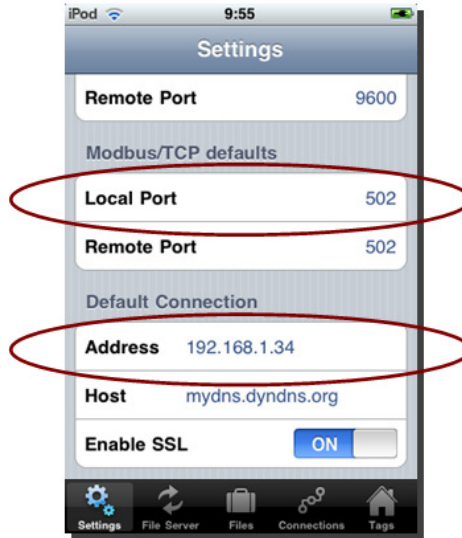 iPod 9:55
Settings
Remote Port 9600
Modbus/TCP defaults
Local Port 502
Remote Port 502
Default Connection
Address 192.168.1.34
Host mydns.dyndns.org
Enable SSL ON
Settings File Server Files Connections Tags